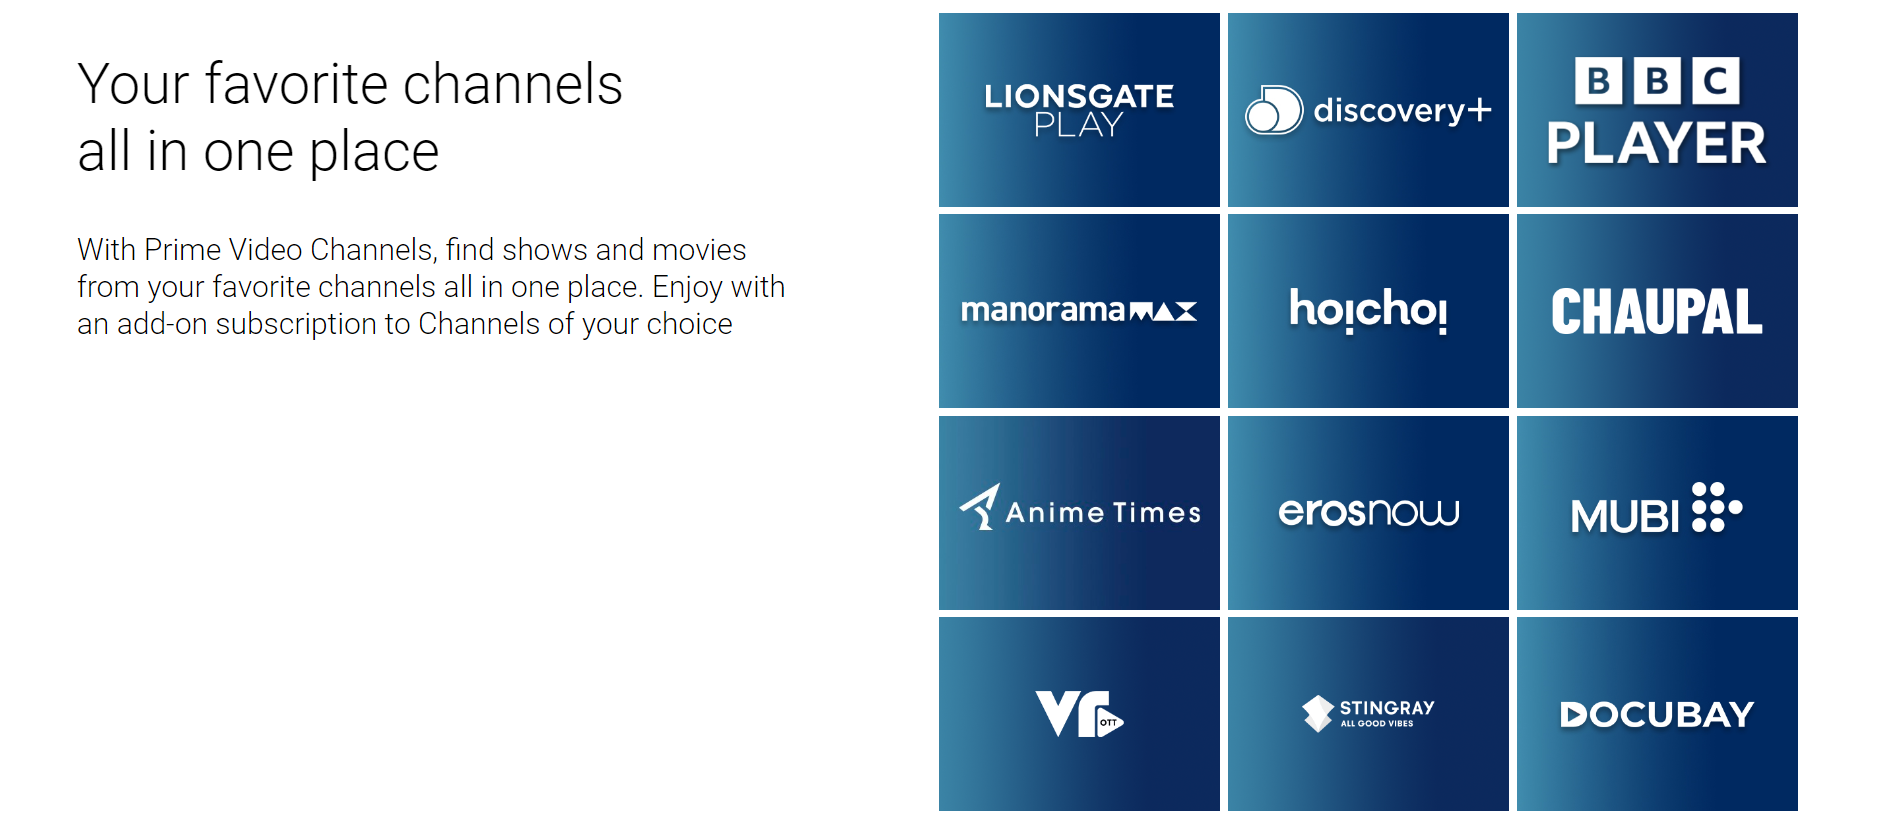 Your favorite channels
all in one place
With Prime Video Channels, find shows and movies
from your favorite channels all in one place. Enjoy with
an add-on subscription to Channels of your choice
LIONSGATE
PLAY
discovery+
BBC
PLAYER
manoramaMAX
hoichoi
CHAUPAL
Anime Times
erosnow
MUBI
vr
OTT
STINGRAY
ALL GOOD VIBES
DOCUBAY